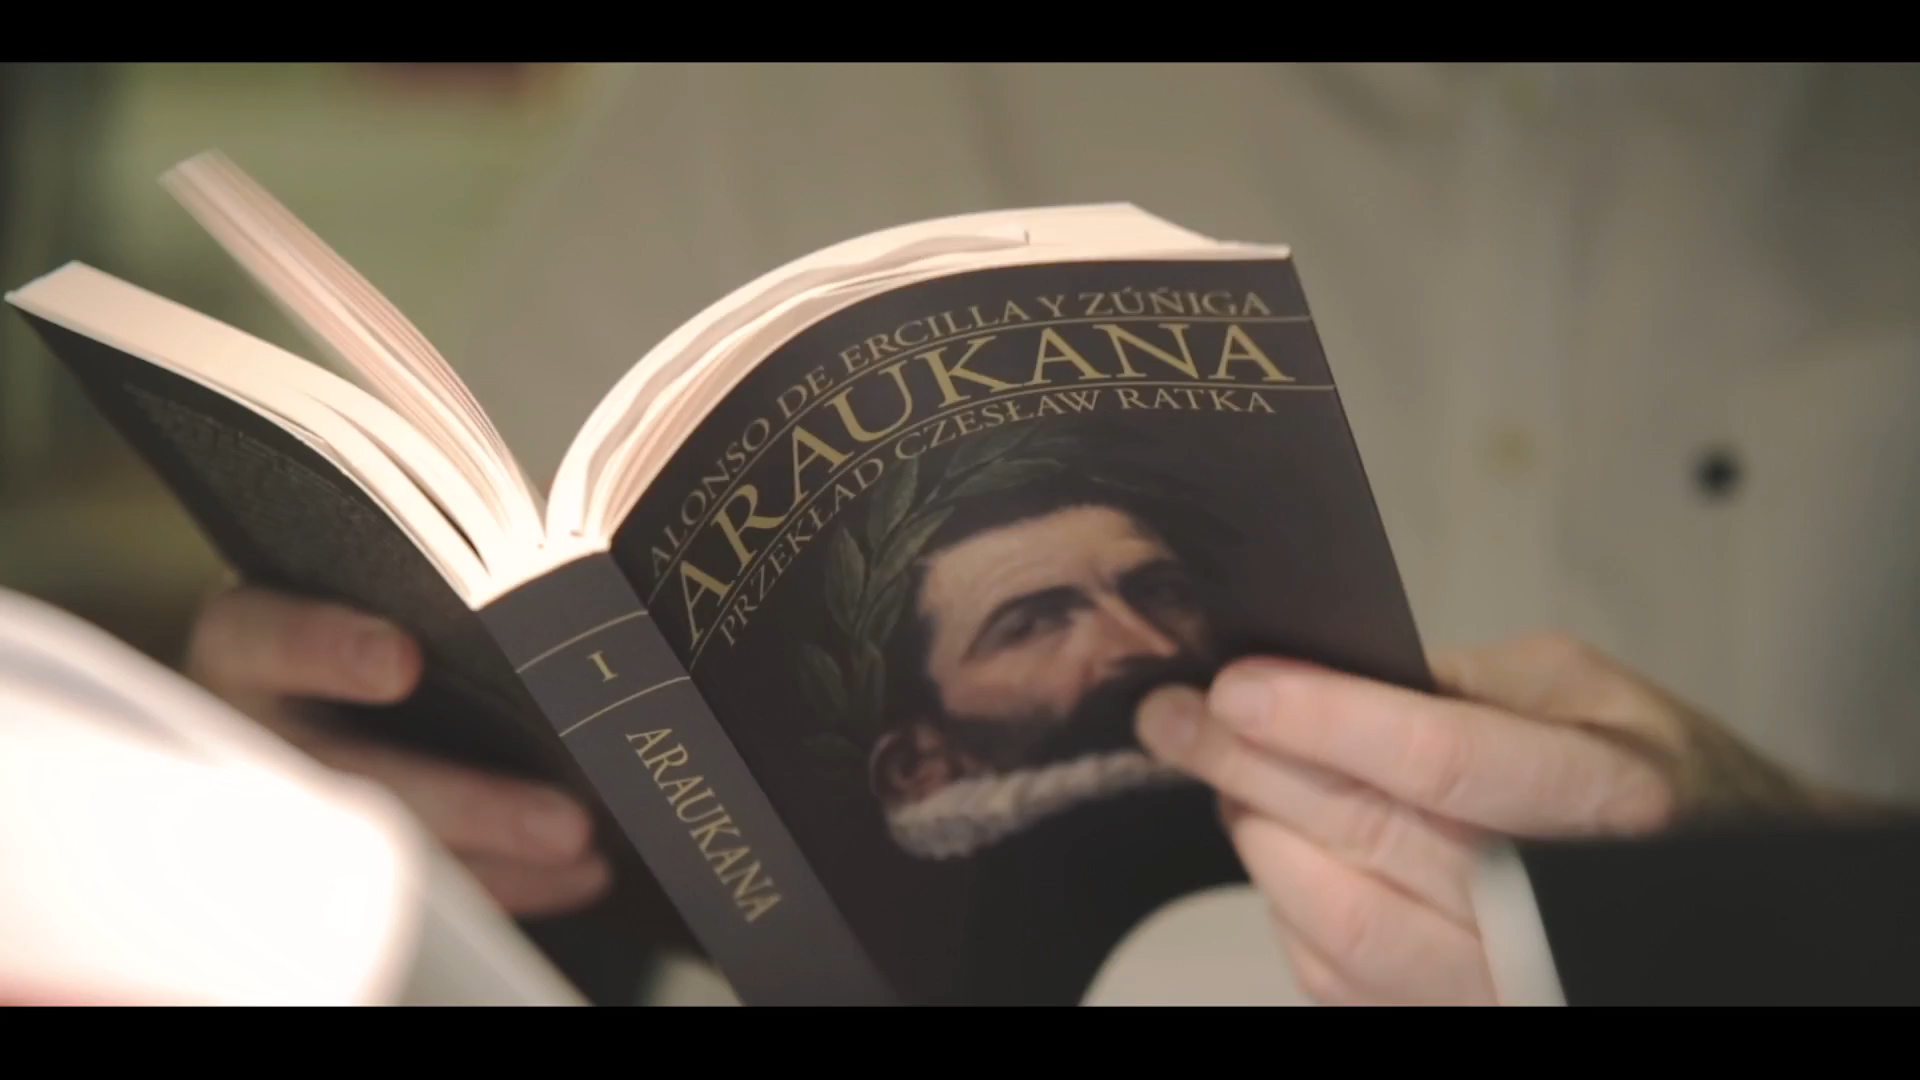 ALONSO DE ERCILLA Y ZÚÑIGA
ARAUKANA
PRZEKŁAD CZESŁAW RATKA
I
ARAUKANA